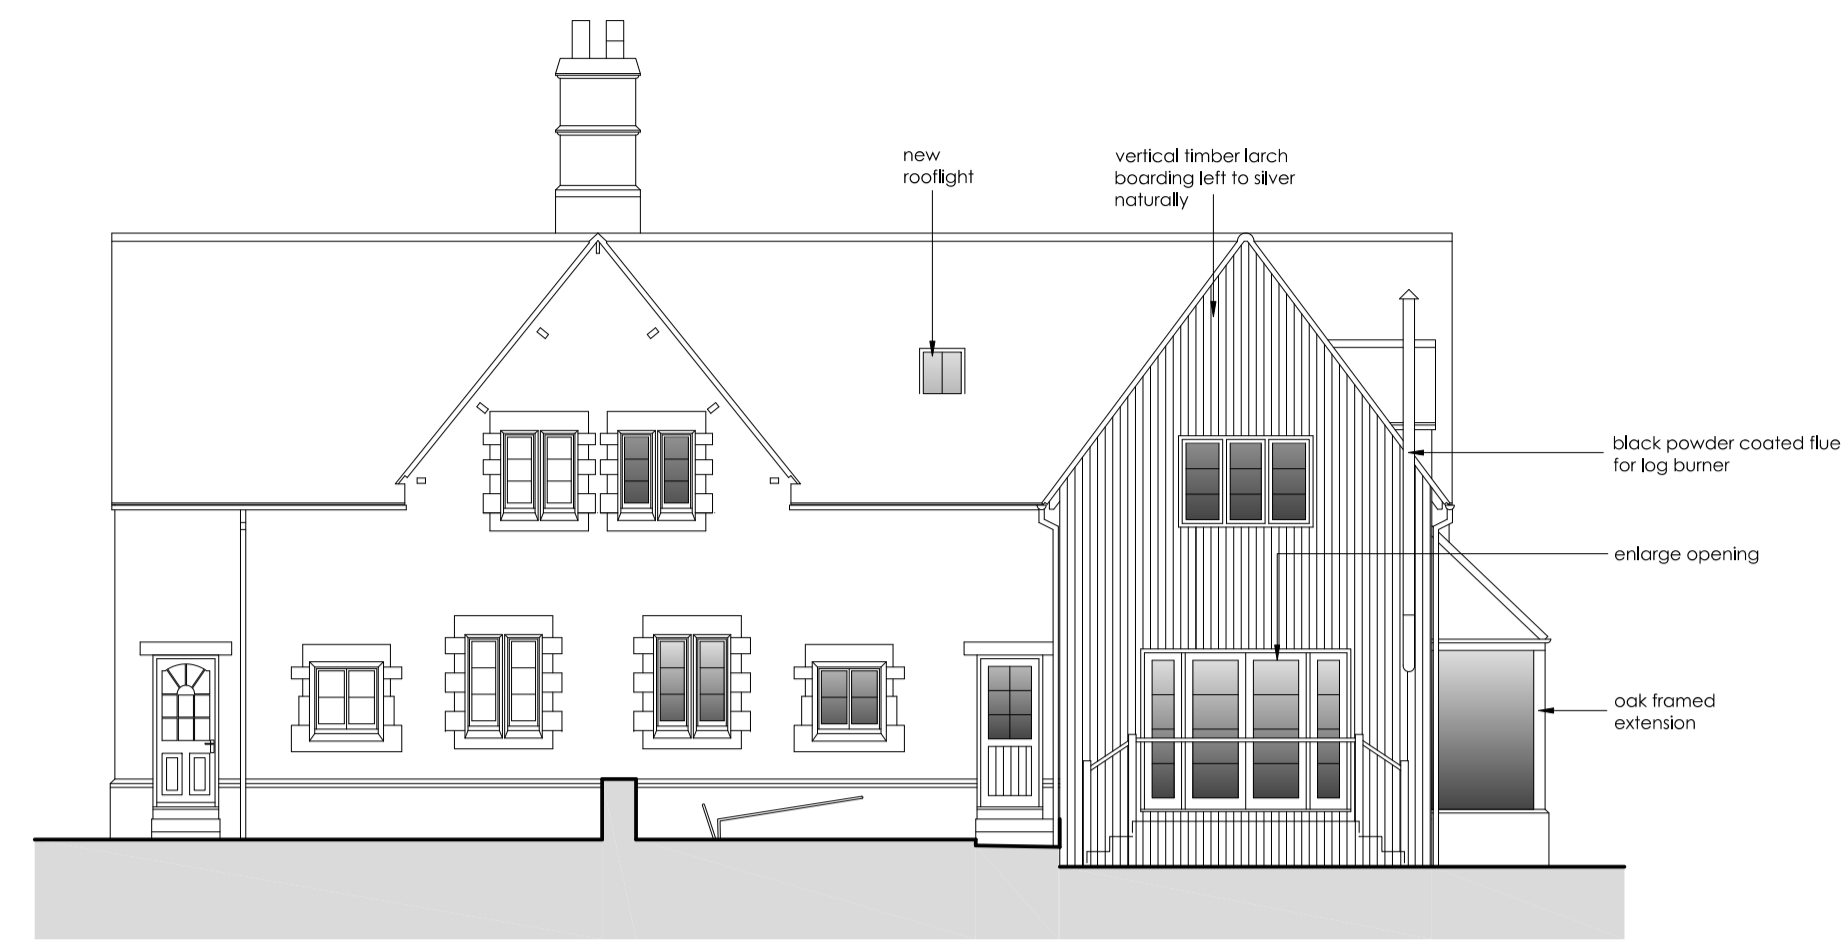 new
rooflight
vertical timber larch
boarding left to silver
naturally
black powder coated flue
for log burner
enlarge opening
oak framed
extension